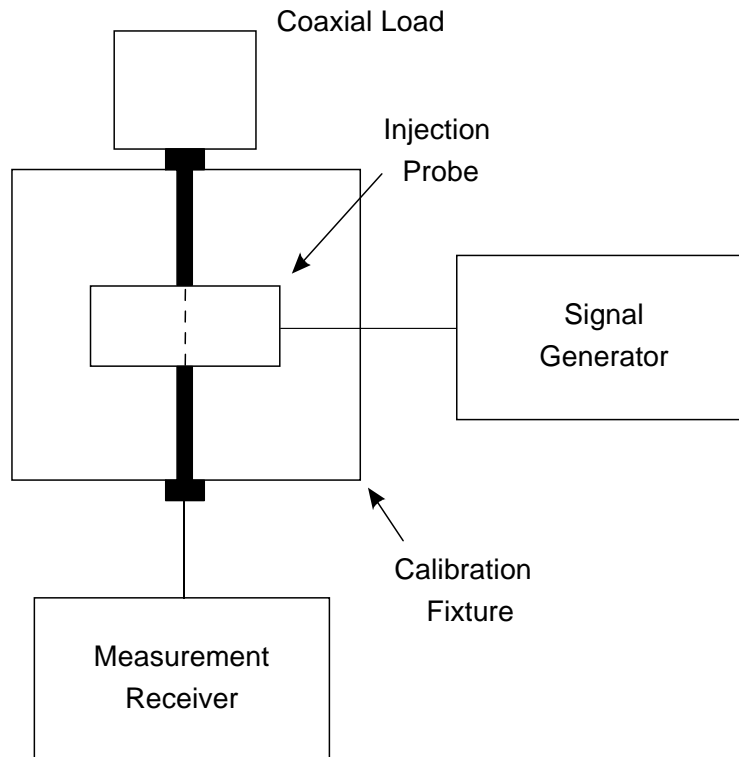 Coaxial Load
Injection
Probe
Signal
Generator
Calibration
Fixture
Measurement
Receiver